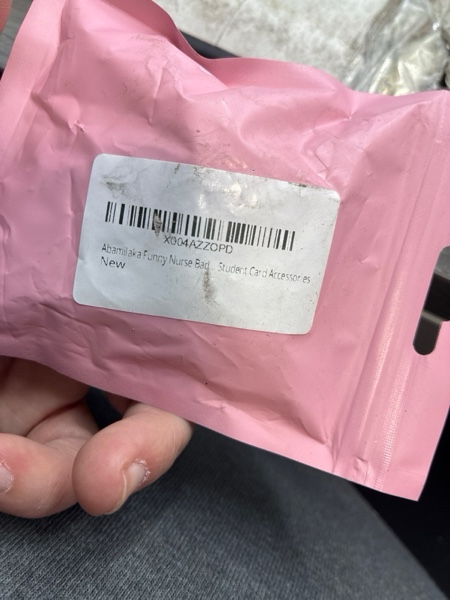 X004AZZOPD
Abamilaka Funny Nurse Bad... Student Card Accessories
New